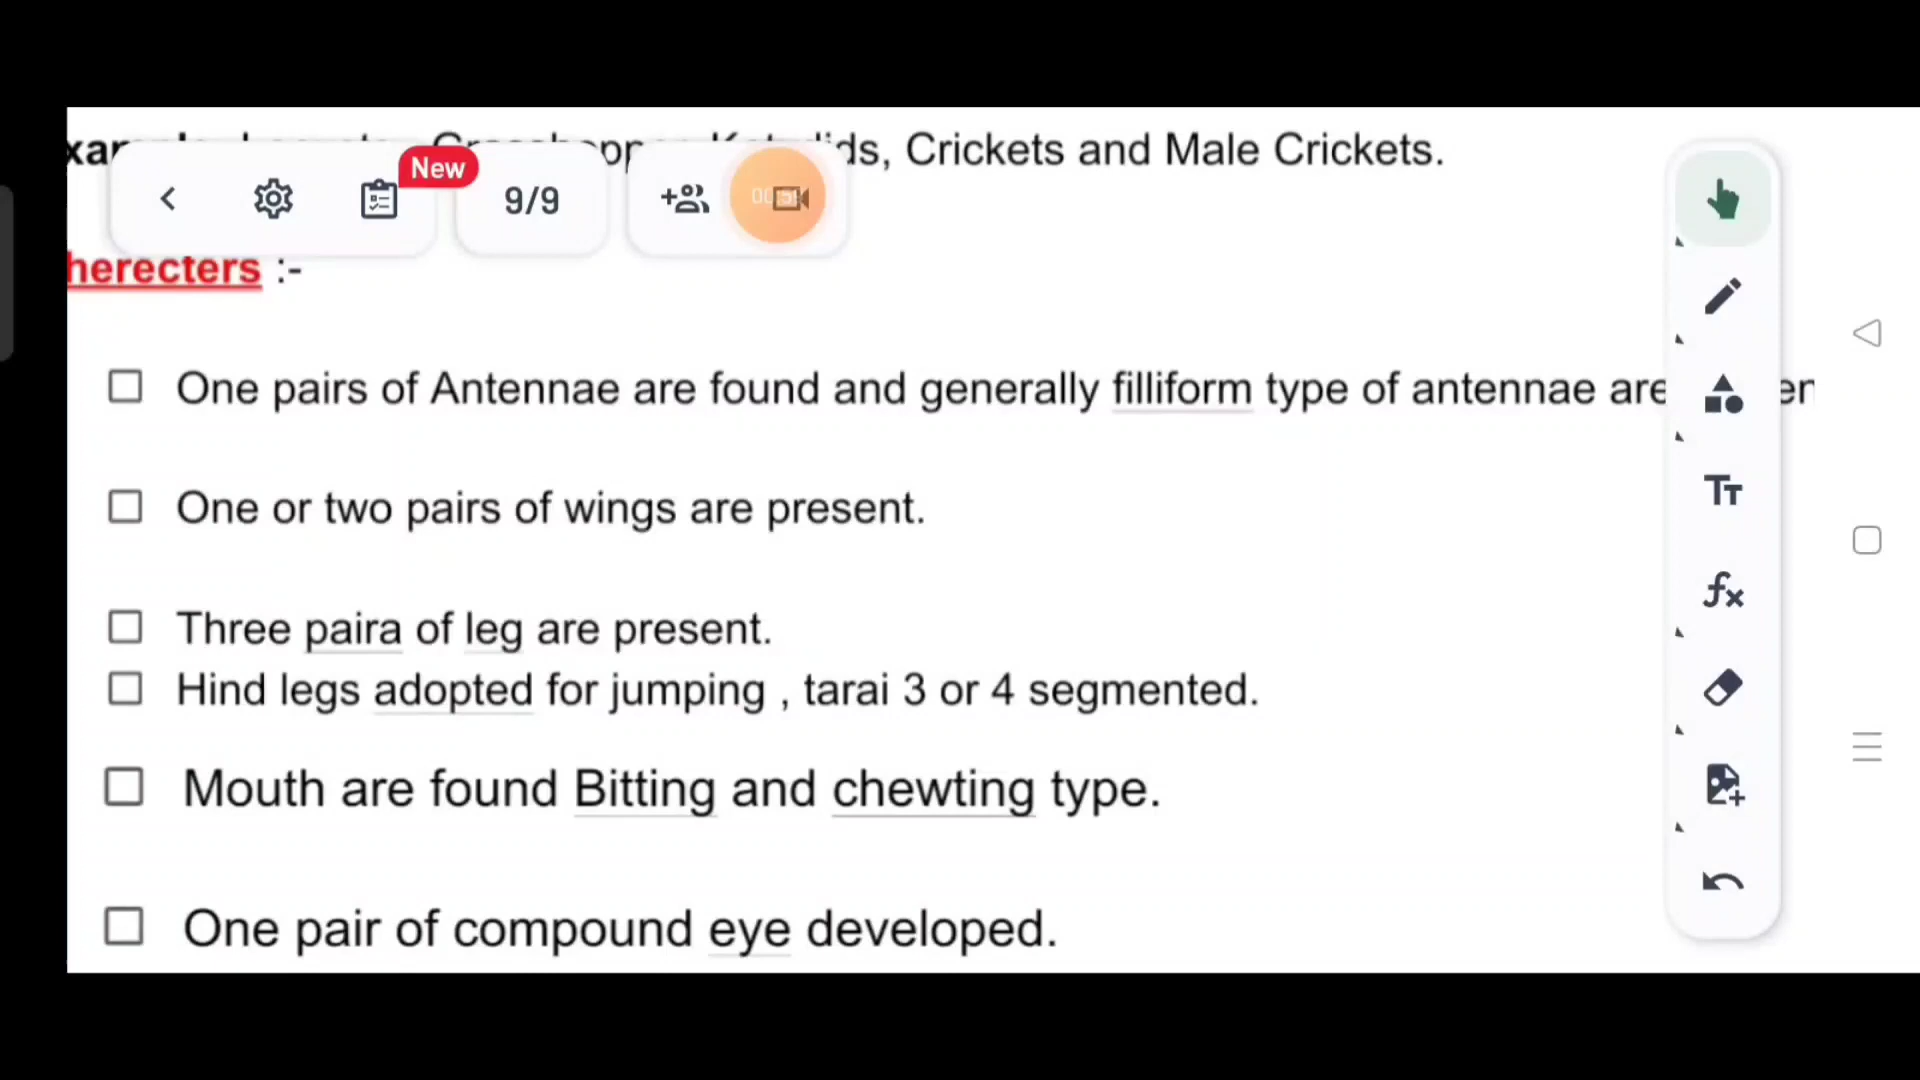 ds, Crickets and Male Crickets.
New
9/9
herecters :-
One pairs of Antennae are found and generally filliform type of antennae are
One or two pairs of wings are present.
Three paira of leg are present.
Hind legs adopted for jumping , tarai 3 or 4 segmented.
Mouth are found Bitting and chewting type.
One pair of compound eye developed.